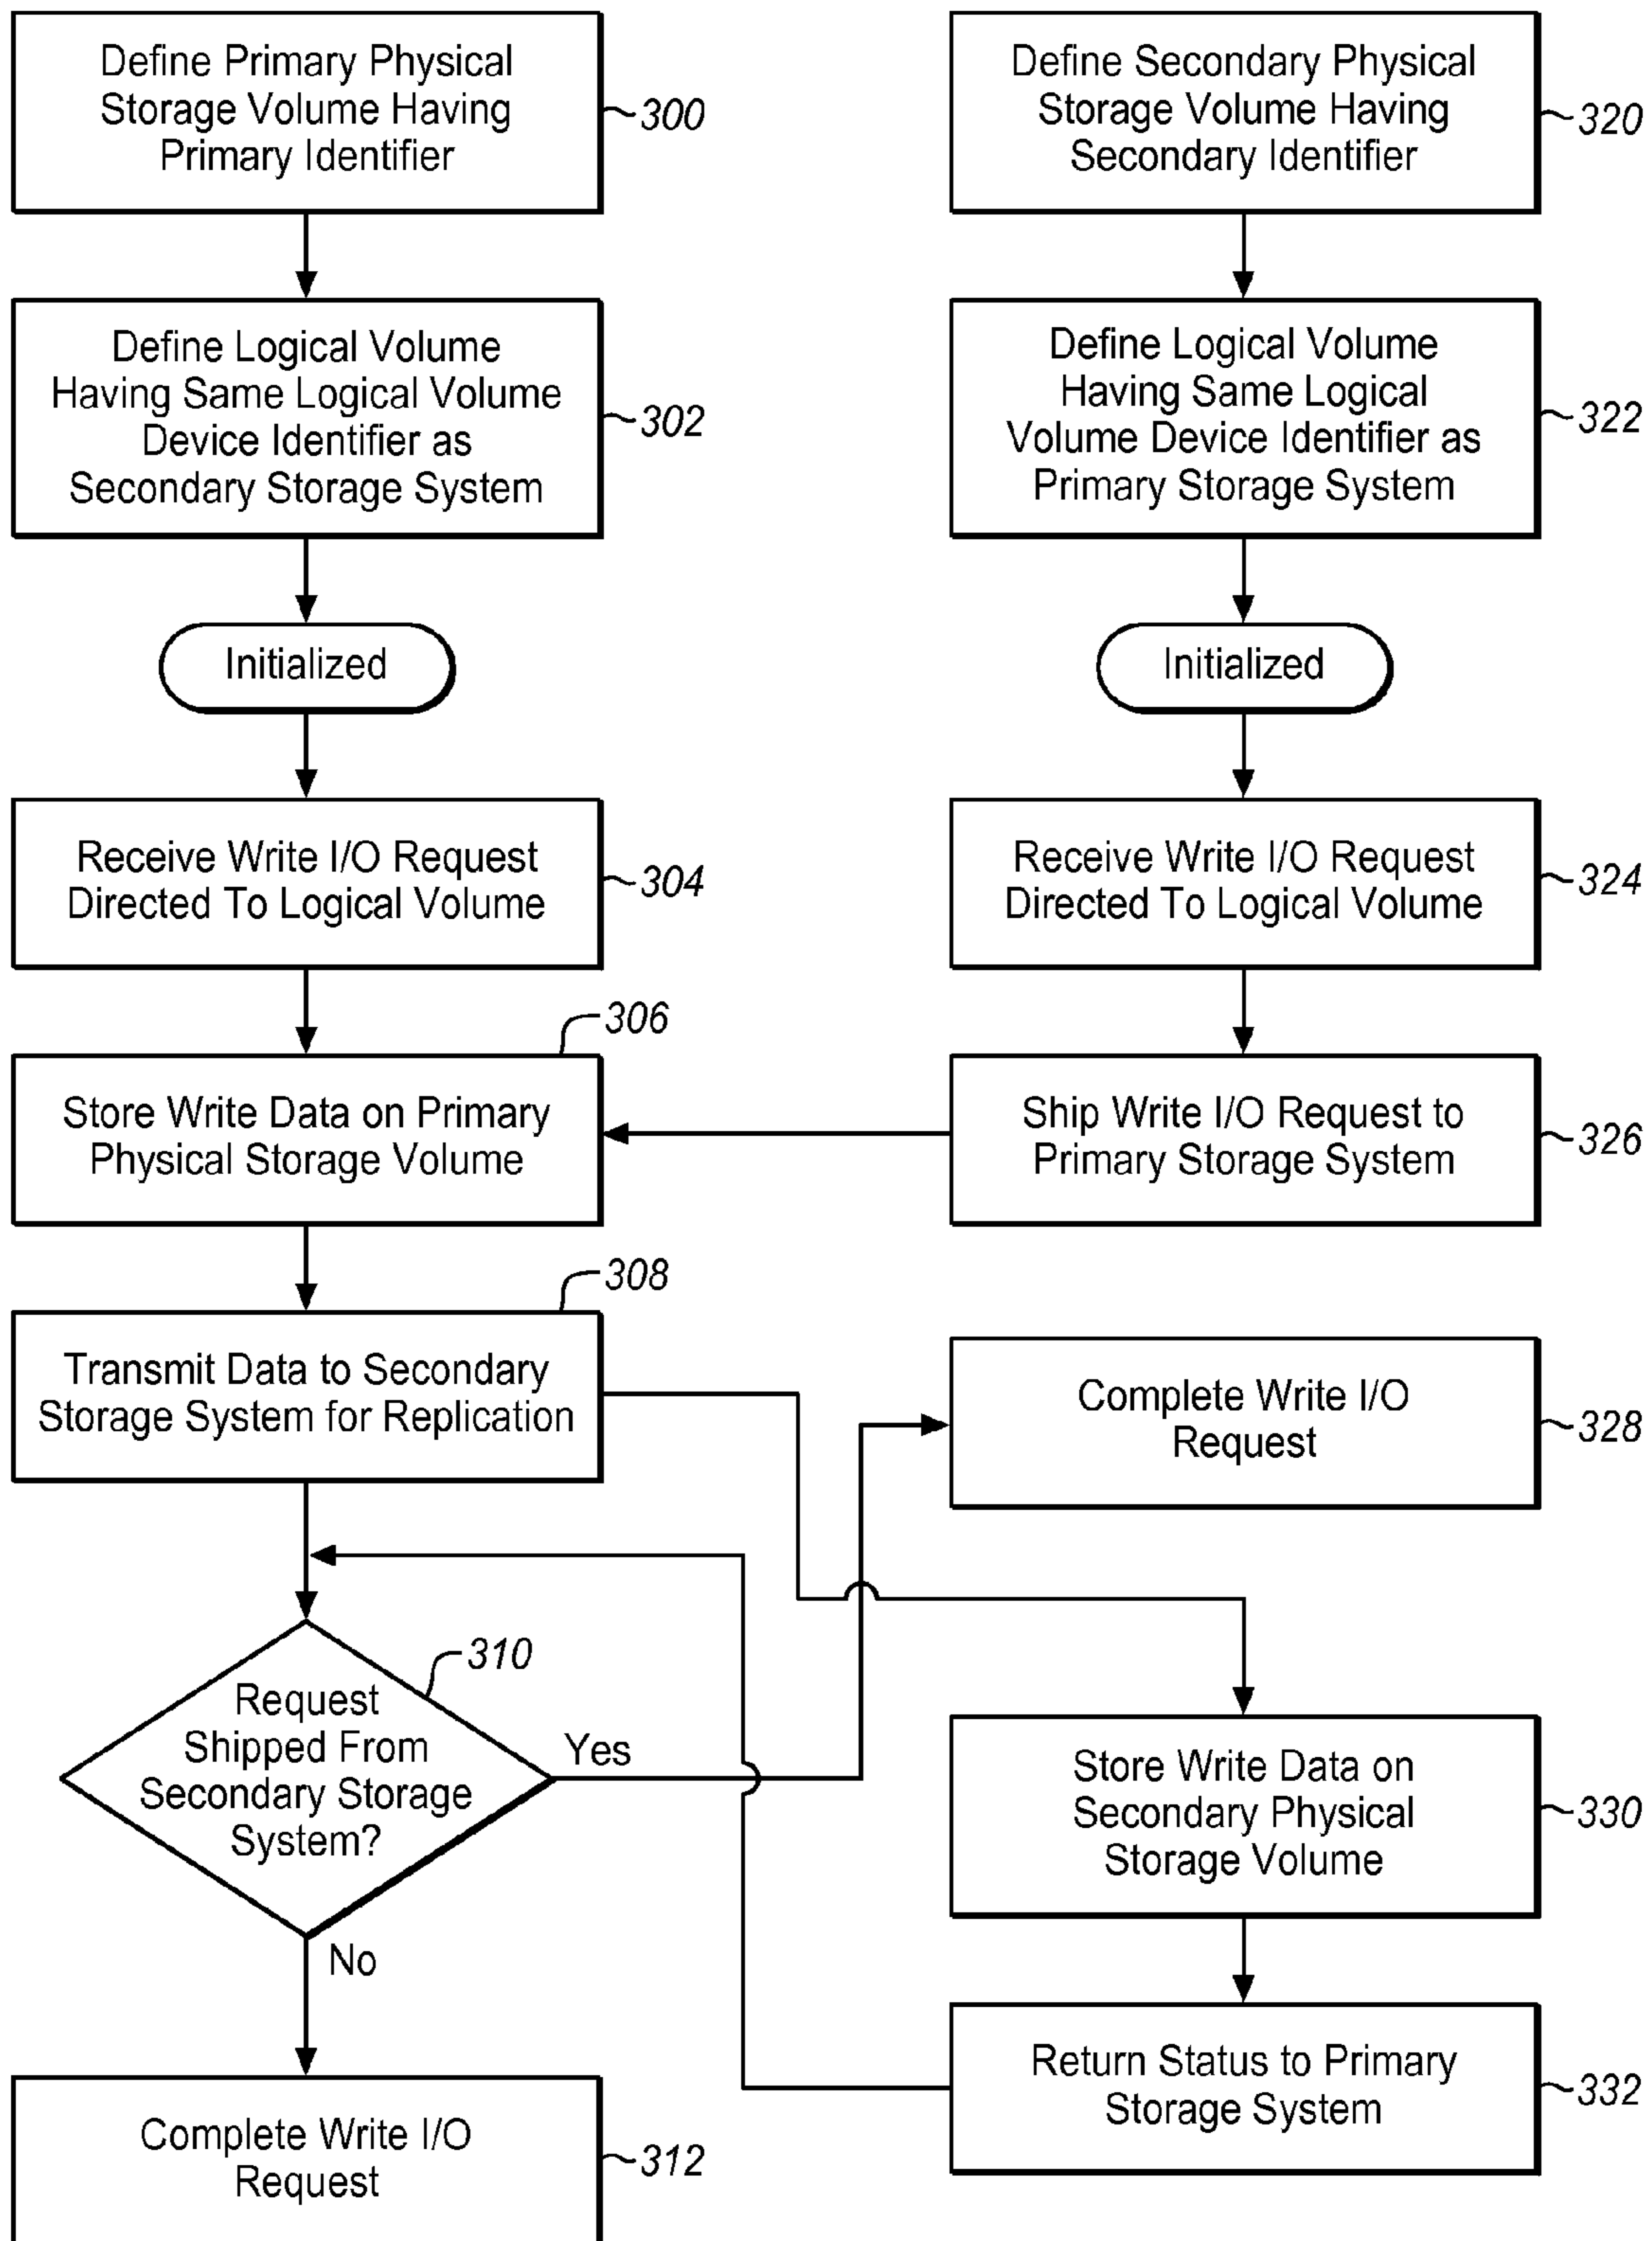 Define Primary Physical
Storage Volume Having
Primary Identifier
300
Define Logical Volume
Having Same Logical Volume
Device Identifier as
Secondary Storage System
302
Initialized
Receive Write I/O Request
Directed To Logical Volume
304
306
Store Write Data on Primary
Physical Storage Volume
308
Transmit Data to Secondary
Storage System for Replication
310
Request
Shipped From
Secondary Storage
System?
Yes
No
Complete Write I/O
Request
312
Define Secondary Physical
Storage Volume Having
Secondary Identifier
320
Define Logical Volume
Having Same Logical
Volume Device Identifier as
Primary Storage System
322
Initialized
Receive Write I/O Request
Directed To Logical Volume
324
Ship Write I/O Request to
Primary Storage System
326
Complete Write I/O
Request
328
Store Write Data on
Secondary Physical
Storage Volume
330
Return Status to Primary
Storage System
332